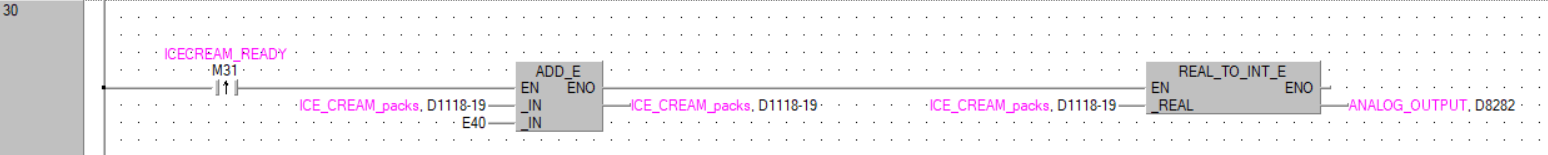 30
ICECREAM_READY
M31
ADD_E
EN ENO
ICE_CREAM_packs, D1118-19 _IN ICE_CREAM_packs, D1118-19
E40 _IN
REAL_TO_INT_E
EN ENO
ICE_CREAM_packs, D1118-19 _REAL ANALOG_OUTPUT, D8282